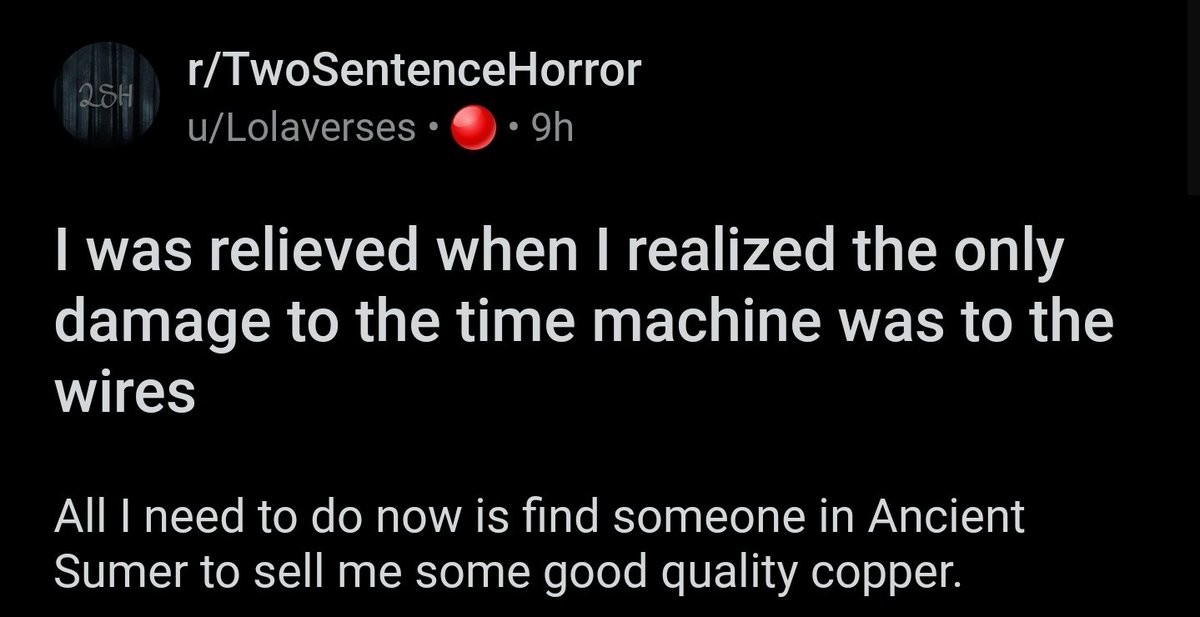 2SH
r/TwoSentenceHorror
u/Lolaverses • 🔴 • 9h
I was relieved when I realized the only
damage to the time machine was to the
wires
All I need to do now is find someone in Ancient
Sumer to sell me some good quality copper.